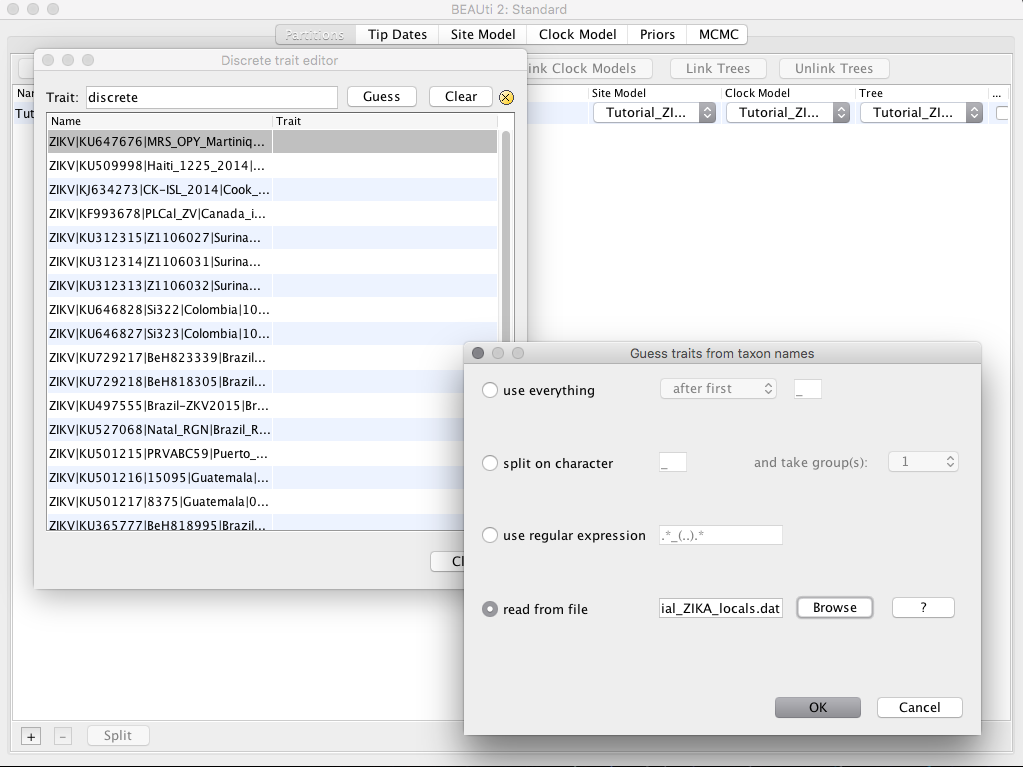 BEAUti 2: Standard
Partitions Tip Dates Site Model Clock Model Priors MCMC
Discrete trait editor
ink Clock Models Link Trees Unlink Trees
Trait: discrete Guess Clear
Site Model Clock Model Tree ...
Tutorial_ZI... Tutorial_ZI... Tutorial_ZI...
Name Trait
ZIKV|KU647676|MRS_OPY_Martiniq...
ZIKV|KU509998|Haiti_1225_2014|...
ZIKV|KJ634273|CK-ISL_2014|Cook_...
ZIKV|KF993678|PLCal_ZV|Canada_i...
ZIKV|KU312315|Z1106027|Surina...
ZIKV|KU312314|Z1106031|Surina...
ZIKV|KU312313|Z1106032|Surina...
ZIKV|KU646828|Si322|Colombia|10...
ZIKV|KU646827|Si323|Colombia|10...
ZIKV|KU729217|BeH823339|Brazil...
ZIKV|KU729218|BeH818305|Brazil...
ZIKV|KU497555|Brazil-ZKV2015|Br...
ZIKV|KU527068|Natal_RGN|Brazil_R...
ZIKV|KU501215|PRVABC59|Puerto_...
ZIKV|KU501216|15095|Guatemala|...
ZIKV|KU501217|8375|Guatemala|0...
ZIKV|KU365777|BeH818995|Brazil...
Guess traits from taxon names
use everything after first _
split on character _ and take group(s): 1
use regular expression .*_(..).*
read from file ial_ZIKA_locals.dat Browse ?
OK Cancel
+ - Split